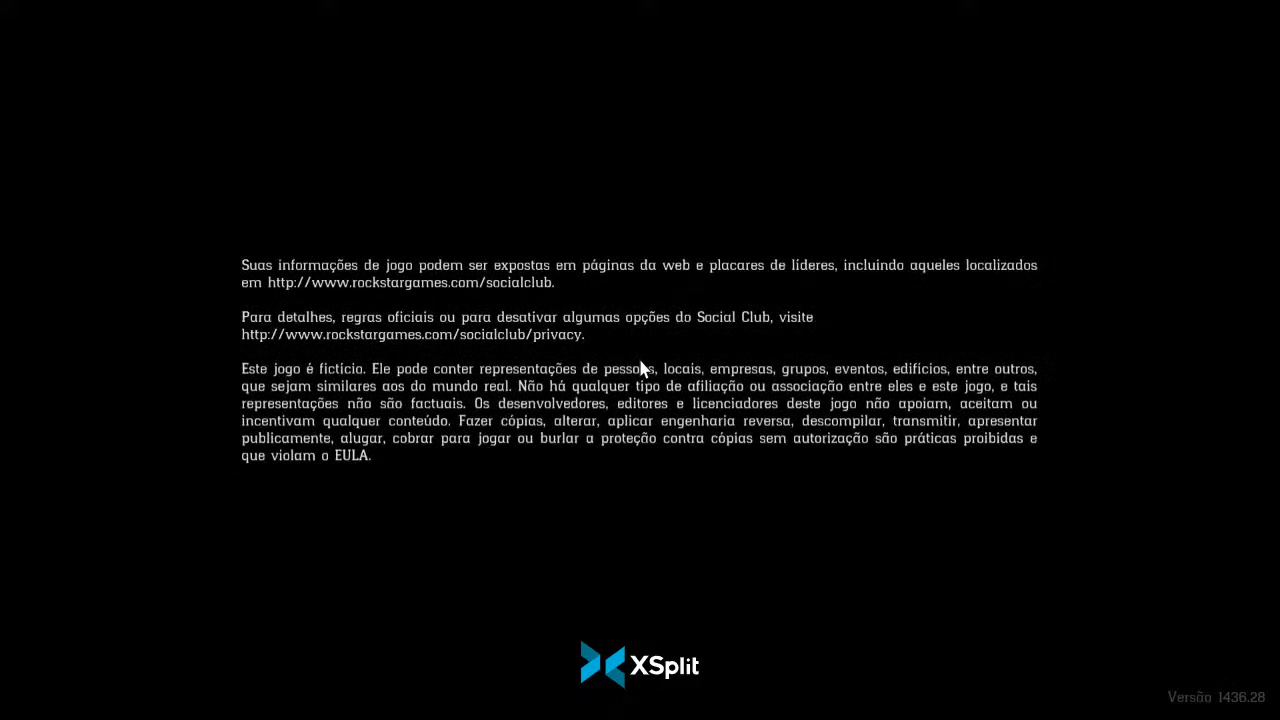 Suas informações de jogo podem ser expostas em páginas da web e placares de líderes, incluindo aqueles localizados
em http://www.rockstargames.com/socialclub.
Para detalhes, regras oficiais ou para desativar algumas opções do Social Club, visite
http://www.rockstargames.com/socialclub/privacy.
Este jogo é fictício. Ele pode conter representações de pessoas, locais, empresas, grupos, eventos, edifícios, entre outros,
que sejam similares aos do mundo real. Não há qualquer tipo de afiliação ou associação entre eles e este jogo, e tais
representações não são factuais. Os desenvolvedores, editores e licenciadores deste jogo não apoiam, aceitam ou
incentivam qualquer conteúdo. Fazer cópias, alterar, aplicar engenharia reversa, descompilar, transmitir, apresentar
publicamente, alugar, cobrar para jogar ou burlar a proteção contra cópias sem autorização são práticas proibidas e
que violam o EULA.
XSplit
Versão 1436.28